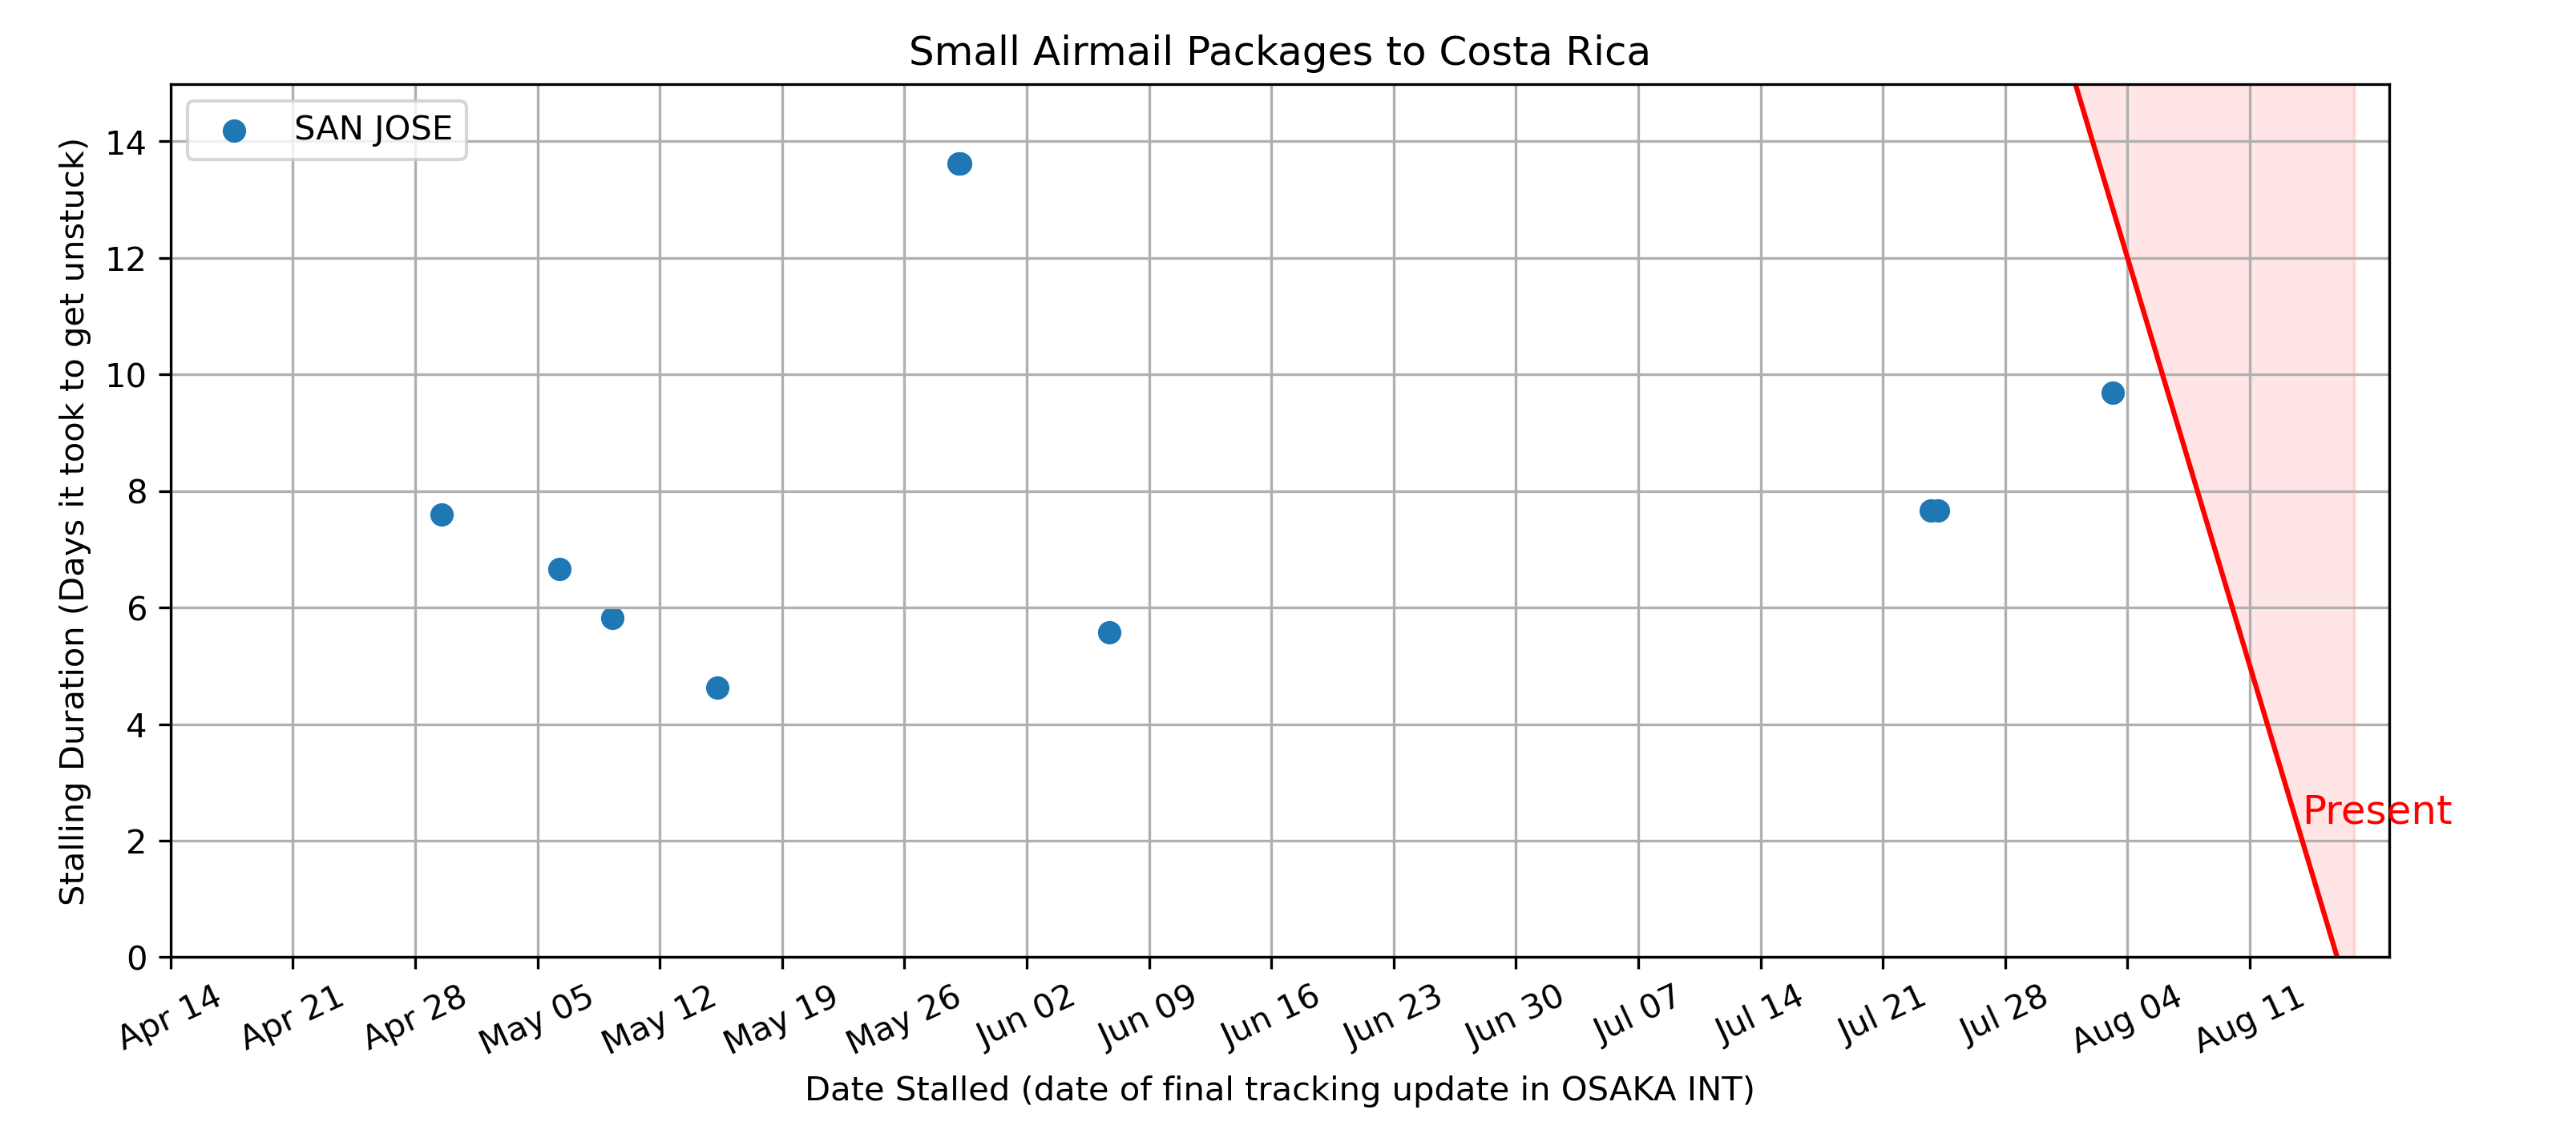 Small Airmail Packages to Costa Rica
SAN JOSE
Stalling Duration (Days it took to get unstuck)
14
12
10
8
6
4
2
0
Present
Apr 14 Apr 21 Apr 28 May 05 May 12 May 19 May 26 Jun 02 Jun 09 Jun 16 Jun 23 Jun 30 Jul 07 Jul 14 Jul 21 Jul 28 Aug 04 Aug 11
Date Stalled (date of final tracking update in OSAKA INT)